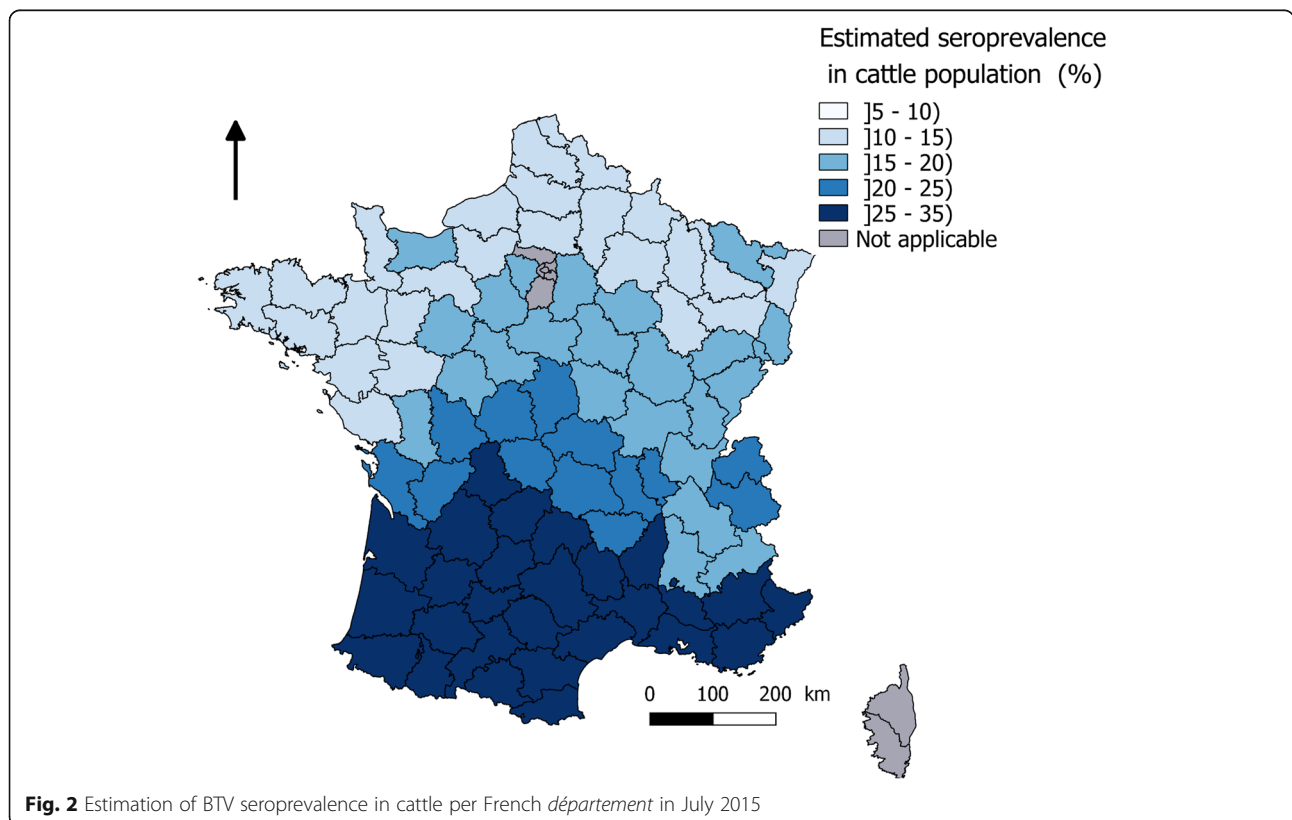 Estimated seroprevalence
in cattle population (%)
]5 - 10)
]10 - 15)
]15 - 20)
]20 - 25)
]25 - 35)
Not applicable
0 100 200 km
Fig. 2 Estimation of BTV seroprevalence in cattle per French département in July 2015